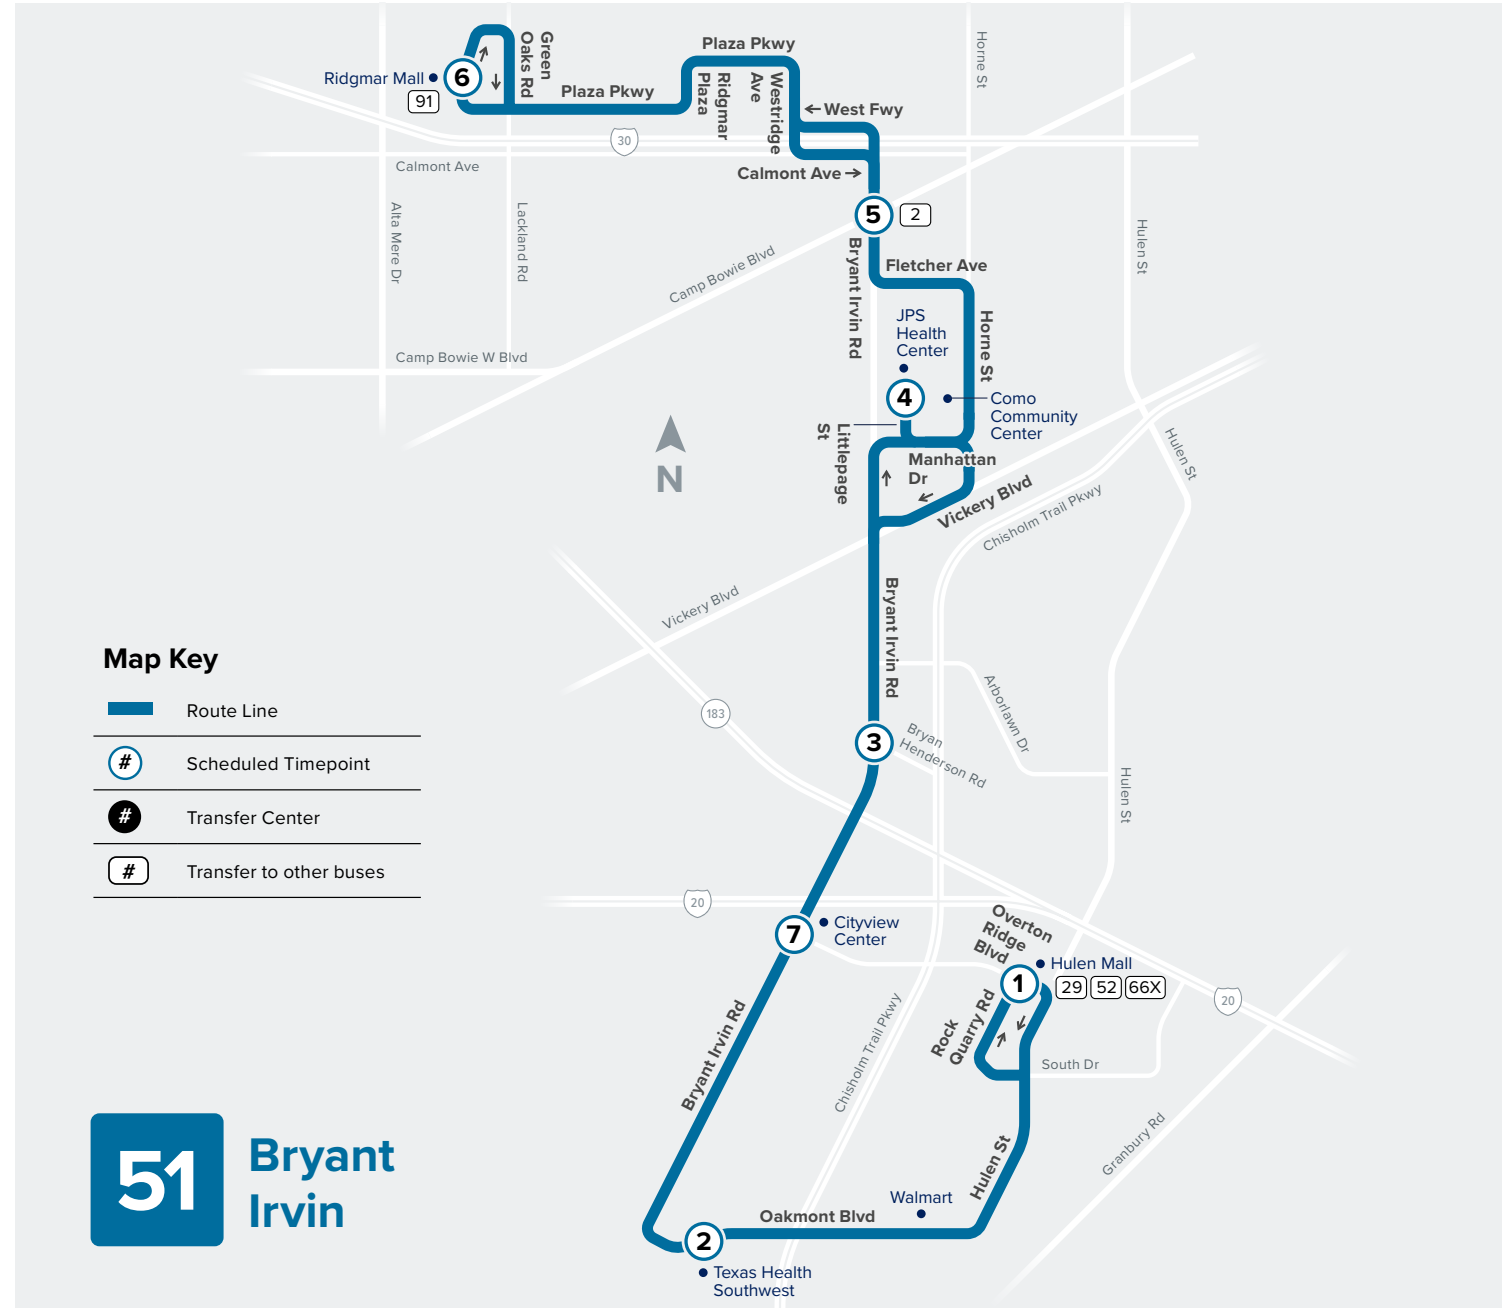 Green
Oaks Rd
Ridgmar Mall
6
91
Plaza Pkwy
Plaza Pkwy
Ridgmar
Plaza
Westridge
Ave
West Fwy
Horne St
30
Calmont Ave
Calmont Ave
Alta Mere Dr
Lackland Rd
5
2
Hulen St
Camp Bowie Blvd
Bryant Irvin Rd
Fletcher Ave
JPS
Health
Center
Horne St
Camp Bowie W Blvd
4
Como
Community
Center
Littlepage
St
N
Manhattan
Dr
Vickery Blvd
Chisholm Trail Pkwy
Hulen St
Vickery Blvd
Bryant Irvin Rd
Arborlawn Dr
183
3
Bryan
Henderson Rd
Hulen St
Map Key
Route Line
#
Scheduled Timepoint
#
Transfer Center
#
Transfer to other buses
20
7
Cityview
Center
Overton
Ridge
Blvd
Hulen Mall
1
29
52
66X
20
Rock
Quarry Rd
South Dr
Bryant Irvin Rd
Chisholm Trail Pkwy
Granbury Rd
Hulen St
Walmart
Oakmont Blvd
2
Texas Health
Southwest
51
Bryant
Irvin